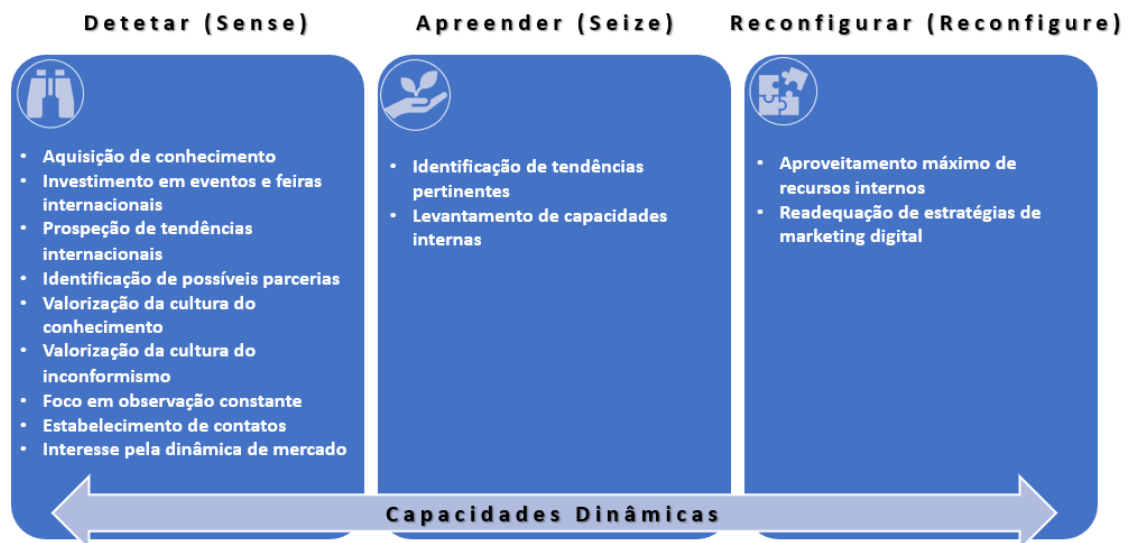 Detetar (Sense)
Apreender (Seize)
Reconfigurar (Reconfigure)
• Aquisição de conhecimento
• Investimento em eventos e feiras
internacionais
• Prospeção de tendências
internacionais
• Identificação de possíveis parcerias
• Valorização da cultura do
conhecimento
• Valorização da cultura do
inconformismo
• Foco em observação constante
• Estabelecimento de contatos
• Interesse pela dinâmica de mercado
• Identificação de tendências
pertinentes
• Levantamento de capacidades
internas
• Aproveitamento máximo de
recursos internos
• Readequação de estratégias de
marketing digital
Capacidades Dinâmicas